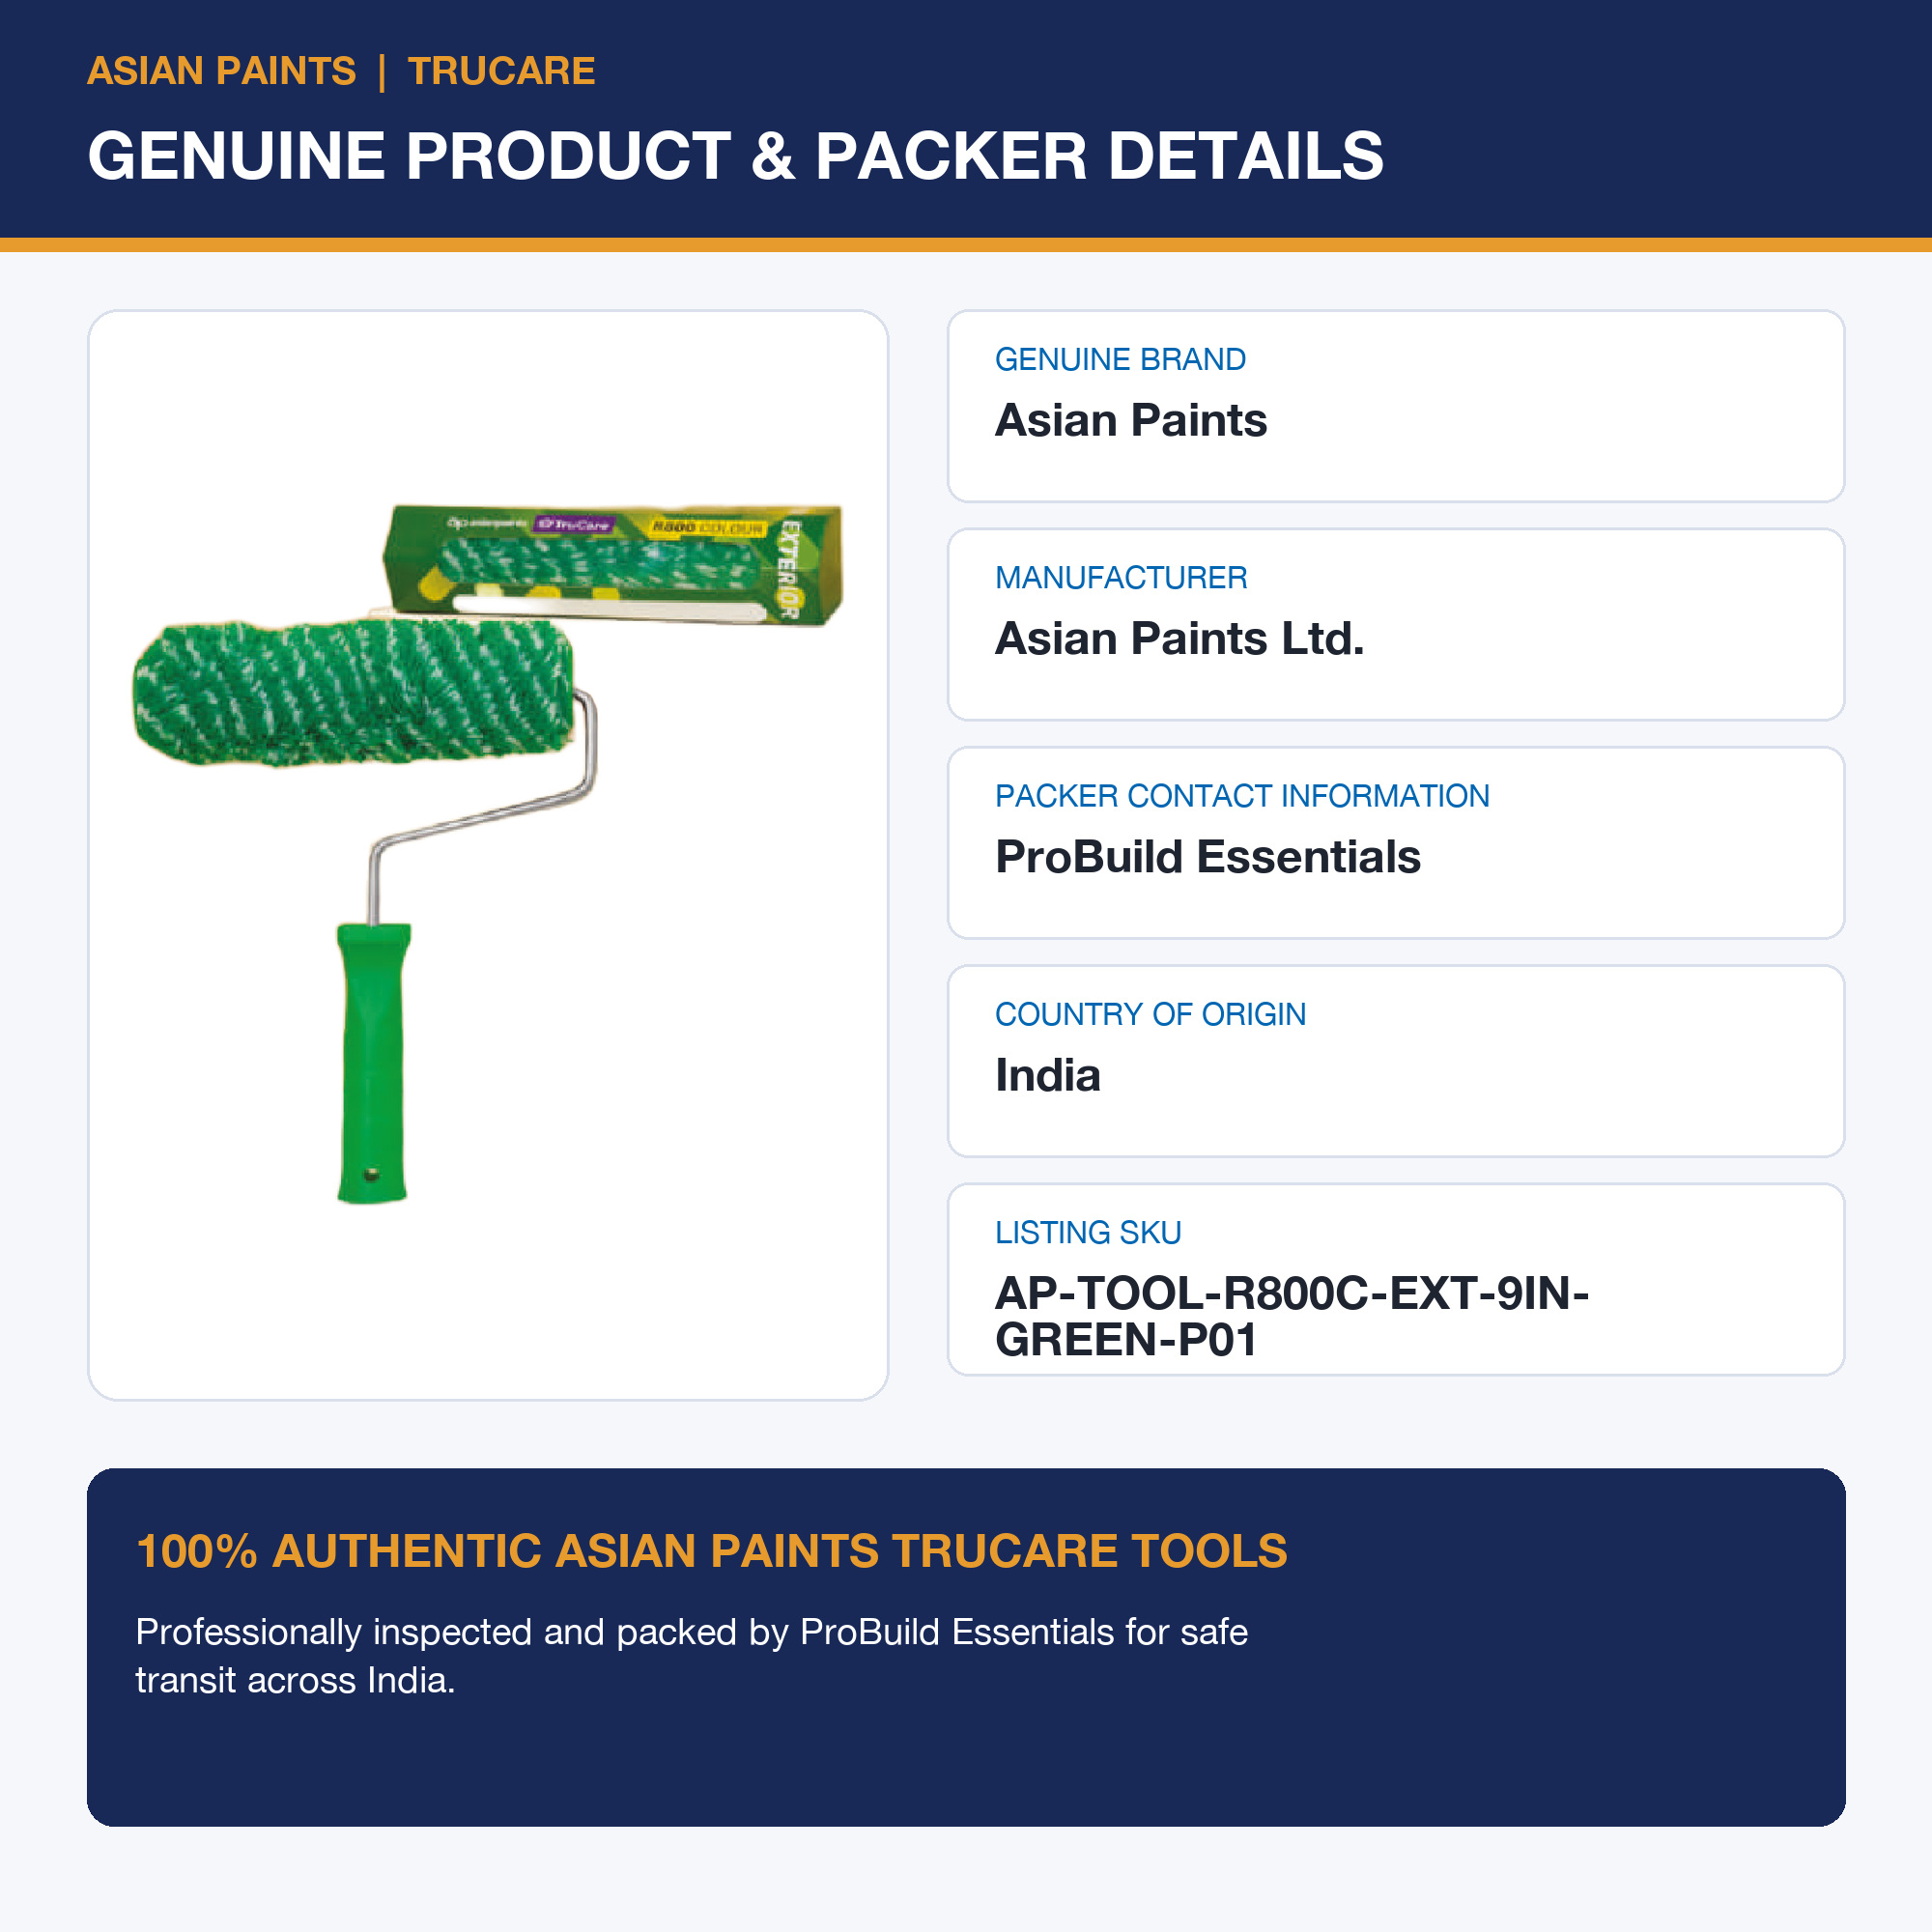 ASIAN PAINTS | TRUCARE
GENUINE PRODUCT & PACKER DETAILS
asianpaints TruCare R800 COLOUR
EXTERIOR
GENUINE BRAND
Asian Paints
MANUFACTURER
Asian Paints Ltd.
PACKER CONTACT INFORMATION
ProBuild Essentials
COUNTRY OF ORIGIN
India
LISTING SKU
AP-TOOL-R800C-EXT-9IN-
GREEN-P01
100% AUTHENTIC ASIAN PAINTS TRUCARE TOOLS
Professionally inspected and packed by ProBuild Essentials for safe
transit across India.